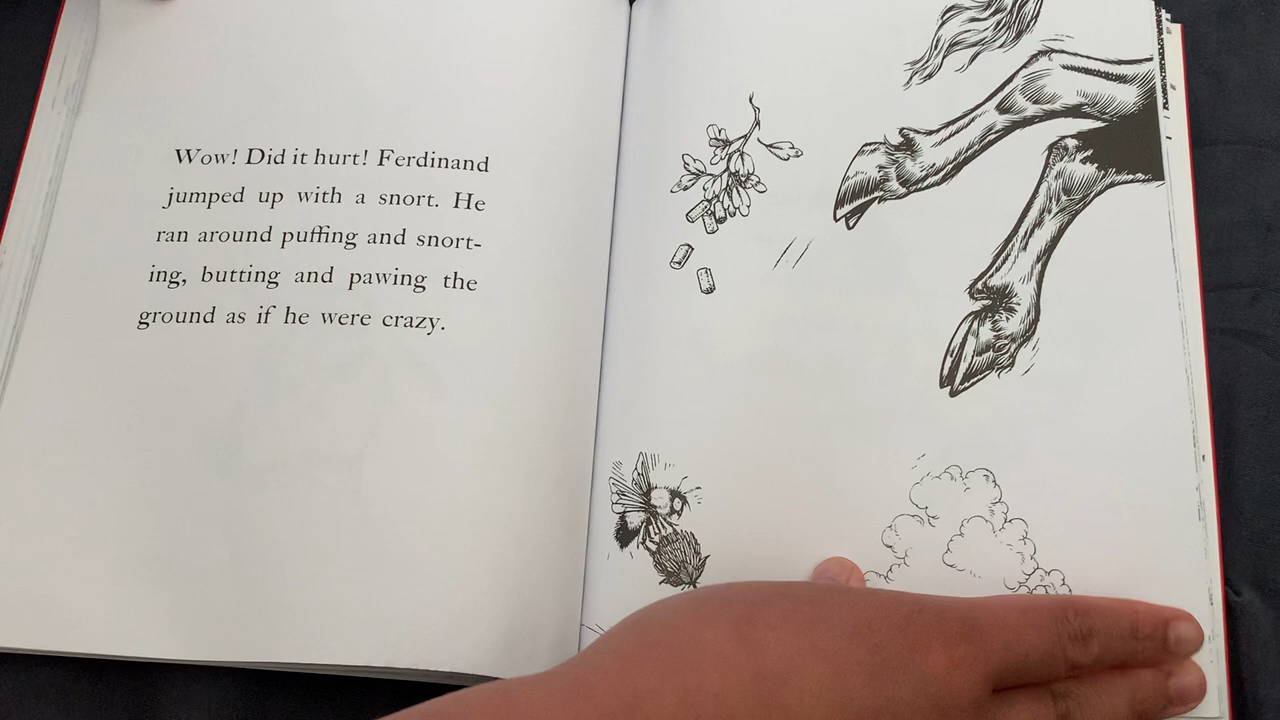 Wow! Did it hurt! Ferdinand
jumped up with a snort. He
ran around puffing and snort-
ing, butting and pawing the
ground as if he were crazy.